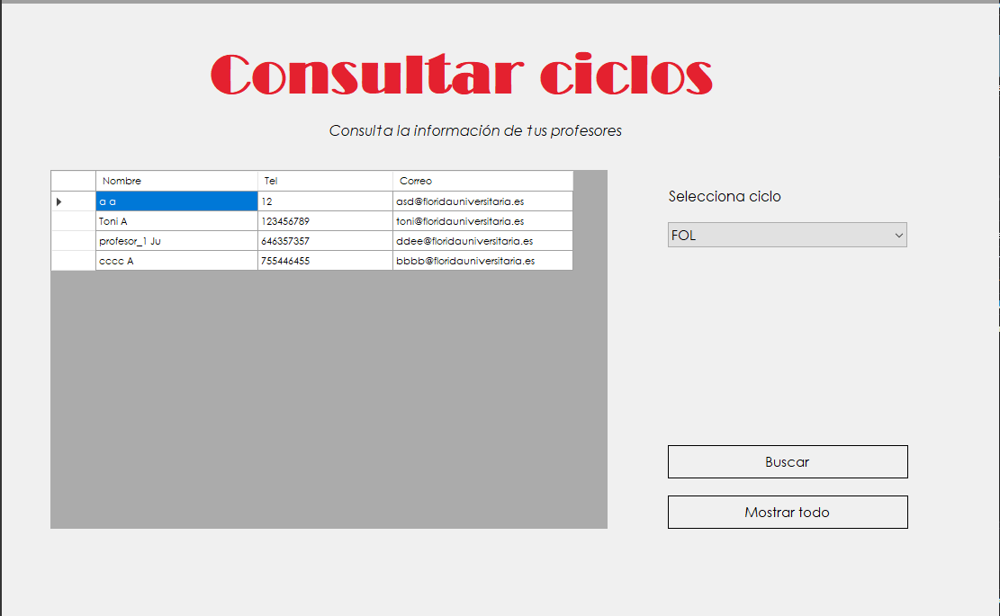 Consultar ciclos
Consulta la información de tus profesores
Nombre Tel Correo
a a 12 asd@floridauniversitaria.es
Toni A 123456789 toni@floridauniversitaria.es
profesor_1 Ju 646357357 ddee@floridauniversitaria.es
cccc A 755446455 bbbb@floridauniversitaria.es
Selecciona ciclo
FOL
Buscar
Mostrar todo